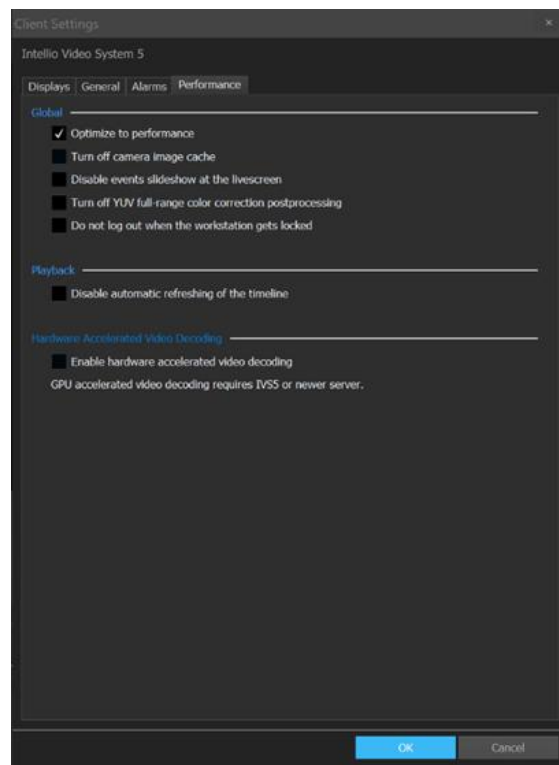 Client Settings
Intellio Video System 5
Displays General Alarms Performance
Global
Optimize to performance
Turn off camera image cache
Disable events slideshow at the livescreen
Turn off YUV full-range color correction postprocessing
Do not log out when the workstation gets locked
Playback
Disable automatic refreshing of the timeline
Hardware Accelerated Video Decoding
Enable hardware accelerated video decoding
GPU accelerated video decoding requires IVS5 or newer server.
OK Cancel